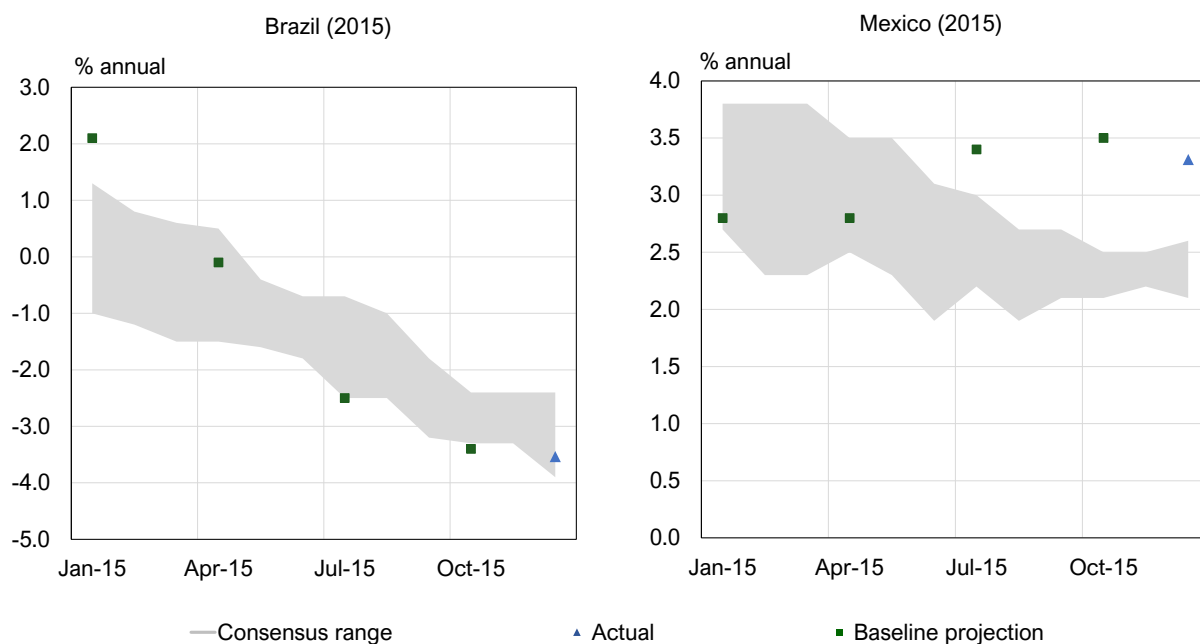 Brazil (2015)
% annual
3.0
2.0
1.0
0.0
-1.0
-2.0
-3.0
-4.0
-5.0
Jan-15 Apr-15 Jul-15 Oct-15
Mexico (2015)
% annual
4.0
3.5
3.0
2.5
2.0
1.5
1.0
0.5
0.0
Jan-15 Apr-15 Jul-15 Oct-15
Consensus range Actual Baseline projection